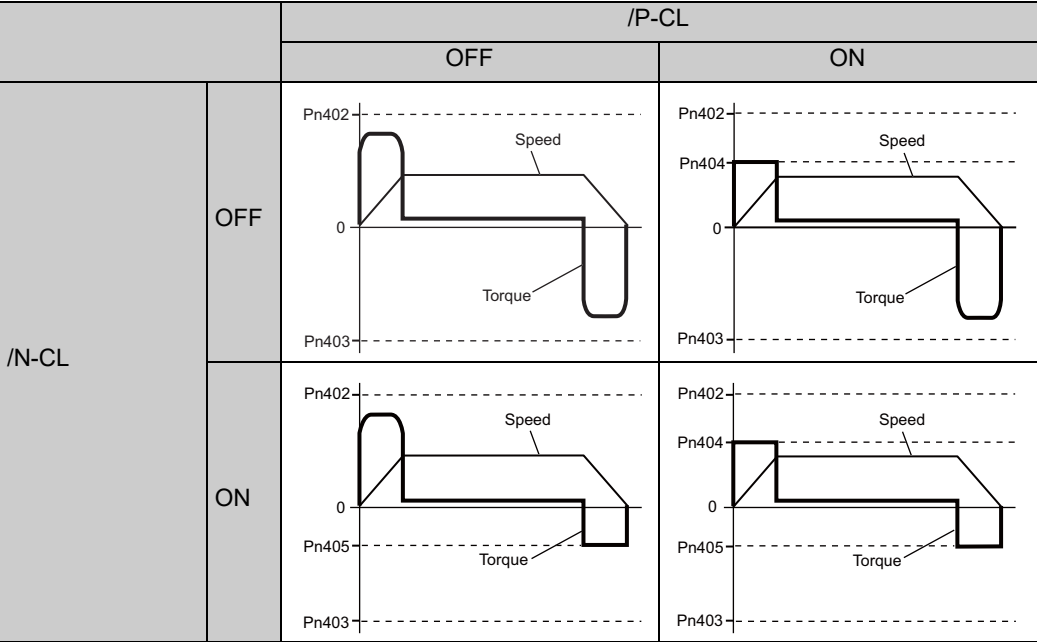 /P-CL
OFF
ON
/N-CL
OFF
Pn402
Speed
0
Torque
Pn403
Pn402
Speed
Pn404
0
Torque
Pn403
ON
Pn402
Speed
0
Pn405
Torque
Pn403
Pn402
Speed
Pn404
0
Pn405
Torque
Pn403